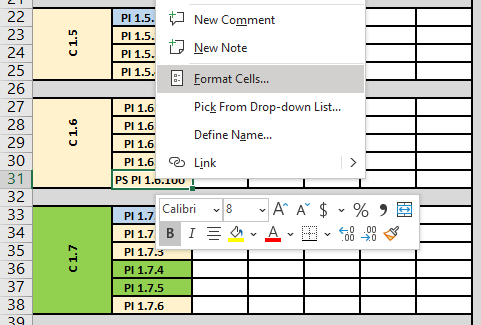 22
23
24
25
26
27
28
29
30
31
32
33
34
35
36
37
38
39
C 1.5
PI 1.5.
PI 1.5.
PI 1.5.
PI 1.5.
C 1.6
PI 1.6
PI 1.6
PI 1.6
PI 1.6
PS PI 1.6.100
C 1.7
PI 1.7
PI 1.7
PI 1.7.3
PI 1.7.4
PI 1.7.5
PI 1.7.6
New Comment
New Note
Format Cells...
Pick From Drop-down List...
Define Name...
Link
Calibri 8 A A $ % ,
B I A .00